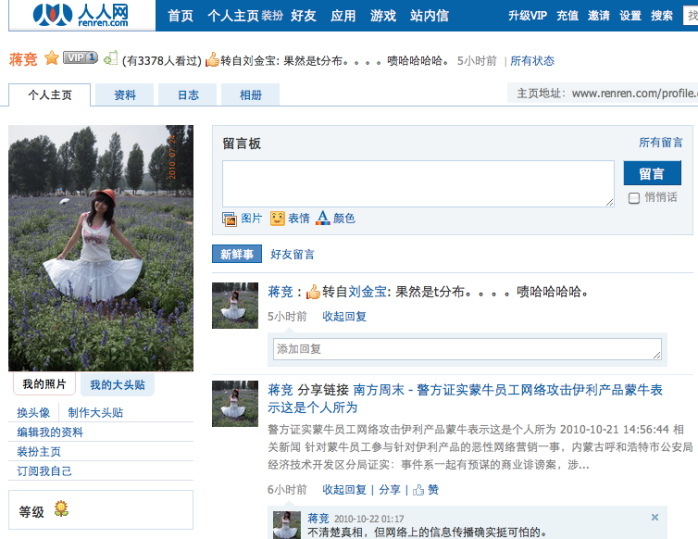 人人网
renren.com
首页 个人主页 装扮 好友 应用 游戏 站内信
升级VIP 充值 邀请 设置 搜索 找
蒋竞 VIP 1 (有3378人看过) 转自刘金宝: 果然是t分布。。。。啧哈哈哈哈。 5小时前 | 所有状态
个人主页 资料 日志 相册
主页地址: www.renren.com/profile.
留言板
所有留言
留言
悄悄话
图片 表情 颜色
新鲜事 好友留言
蒋竞 : 转自刘金宝: 果然是t分布。。。。啧哈哈哈哈。
5小时前 收起回复
添加回复
蒋竞 分享链接 南方周末 - 警方证实蒙牛员工网络攻击伊利产品蒙牛表
示这是个人所为
警方证实蒙牛员工网络攻击伊利产品蒙牛表示这是个人所为 2010-10-21 14:56:44 相
关新闻 针对蒙牛员工参与针对伊利产品的恶性网络营销一事，内蒙古呼和浩特市公安局
经济技术开发区分局证实：事件系一起有预谋的商业诽谤案，涉...
6小时前 收起回复 | 分享 | 赞
蒋竞 2010-10-22 01:17
不清楚真相，但网络上的信息传播确实挺可怕的。
我的照片 我的大头贴
换头像 制作大头贴
编辑我的资料
装扮主页
订阅我自己
等级